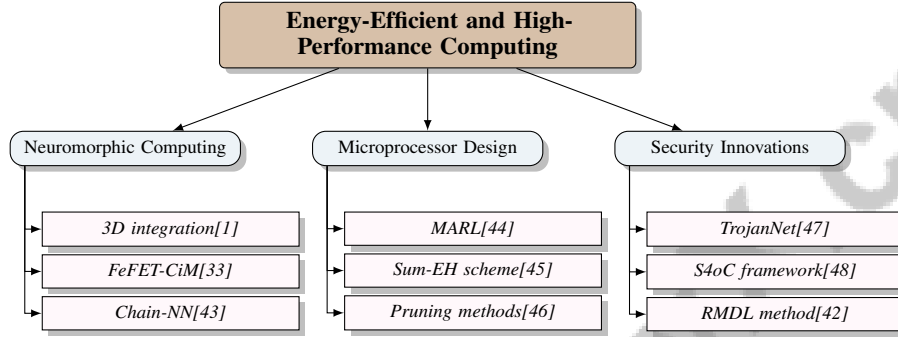 Energy-Efficient and High-
Performance Computing
Neuromorphic Computing
Microprocessor Design
Security Innovations
3D integration[1]
MARL[44]
TrojanNet[47]
FeFET-CiM[33]
Sum-EH scheme[45]
S4oC framework[48]
Chain-NN[43]
Pruning methods[46]
RMDL method[42]